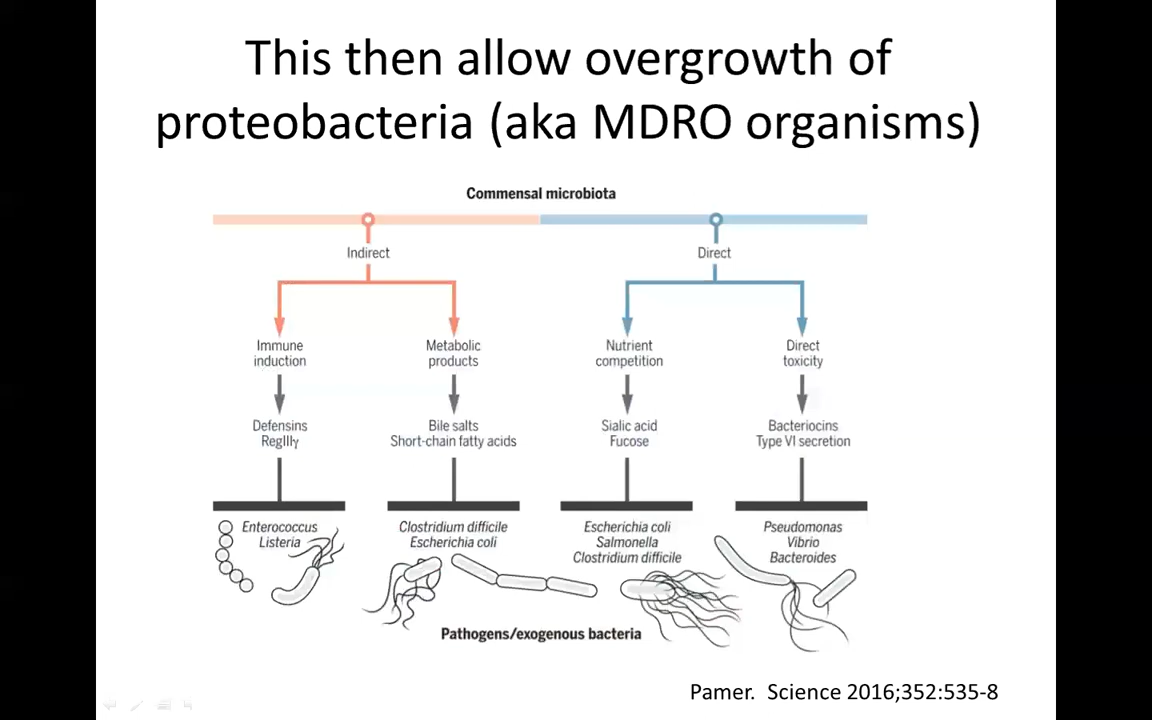 This then allow overgrowth of
proteobacteria (aka MDRO organisms)
Commensal microbiota
Indirect
Direct
Immune
induction
Metabolic
products
Nutrient
competition
Direct
toxicity
Defensins
RegIIIγ
Bile salts
Short-chain fatty acids
Sialic acid
Fucose
Bacteriocins
Type VI secretion
Enterococcus
Listeria
Clostridium difficile
Escherichia coli
Escherichia coli
Salmonella
Clostridium difficile
Pseudomonas
Vibrio
Bacteroides
Pathogens/exogenous bacteria
Pamer. Science 2016;352:535-8